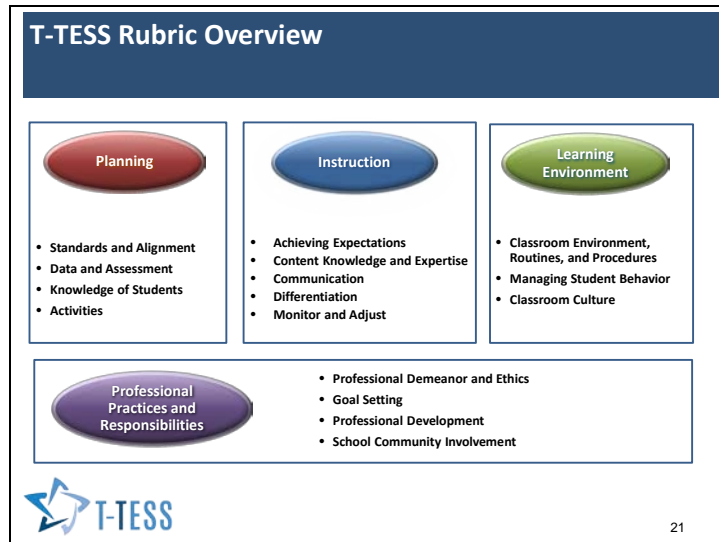 T-TESS Rubric Overview
Planning
• Standards and Alignment
• Data and Assessment
• Knowledge of Students
• Activities
Instruction
• Achieving Expectations
• Content Knowledge and Expertise
• Communication
• Differentiation
• Monitor and Adjust
Learning
Environment
• Classroom Environment,
Routines, and Procedures
• Managing Student Behavior
• Classroom Culture
Professional
Practices and
Responsibilities
• Professional Demeanor and Ethics
• Goal Setting
• Professional Development
• School Community Involvement
T-TESS
21